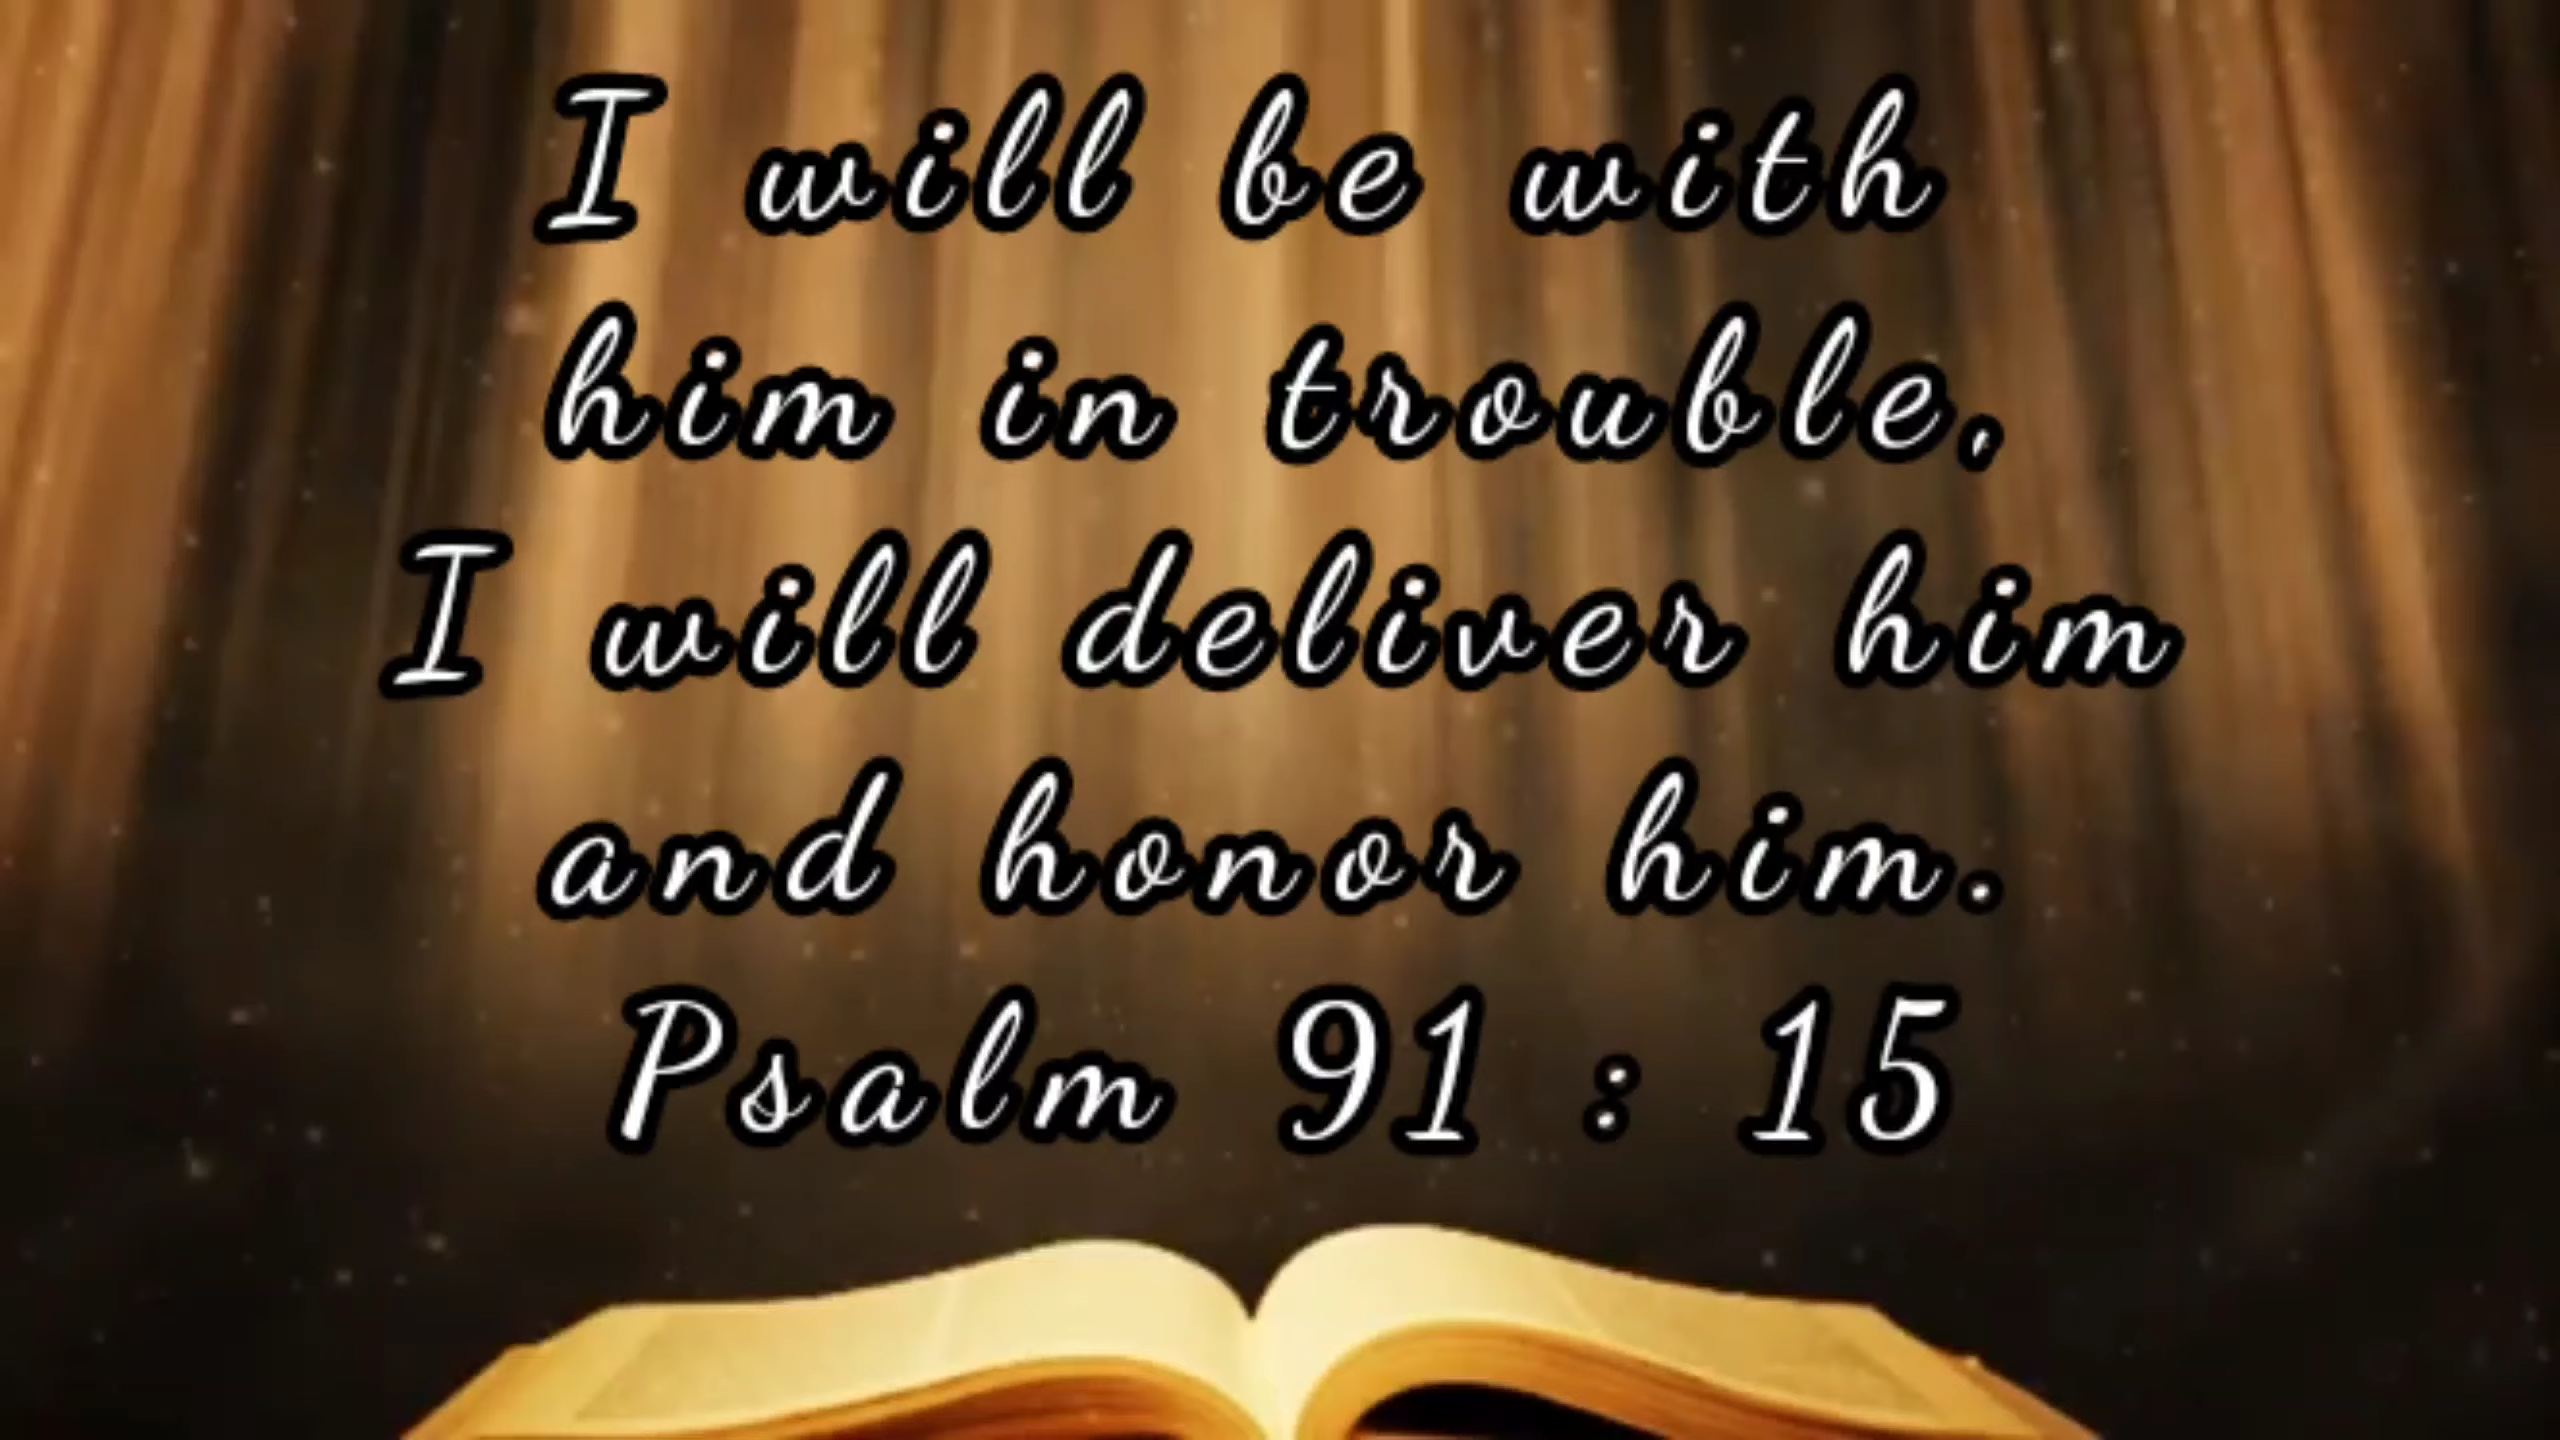 I will be with
him in trouble,
I will deliver him
and honor him.
Psalm 91 : 15